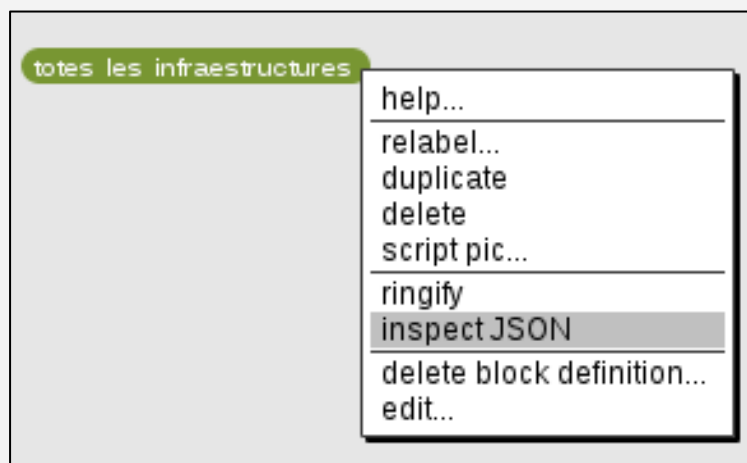 totes les infraestructures
help...
relabel...
duplicate
delete
script pic...
ringify
inspect JSON
delete block definition...
edit...